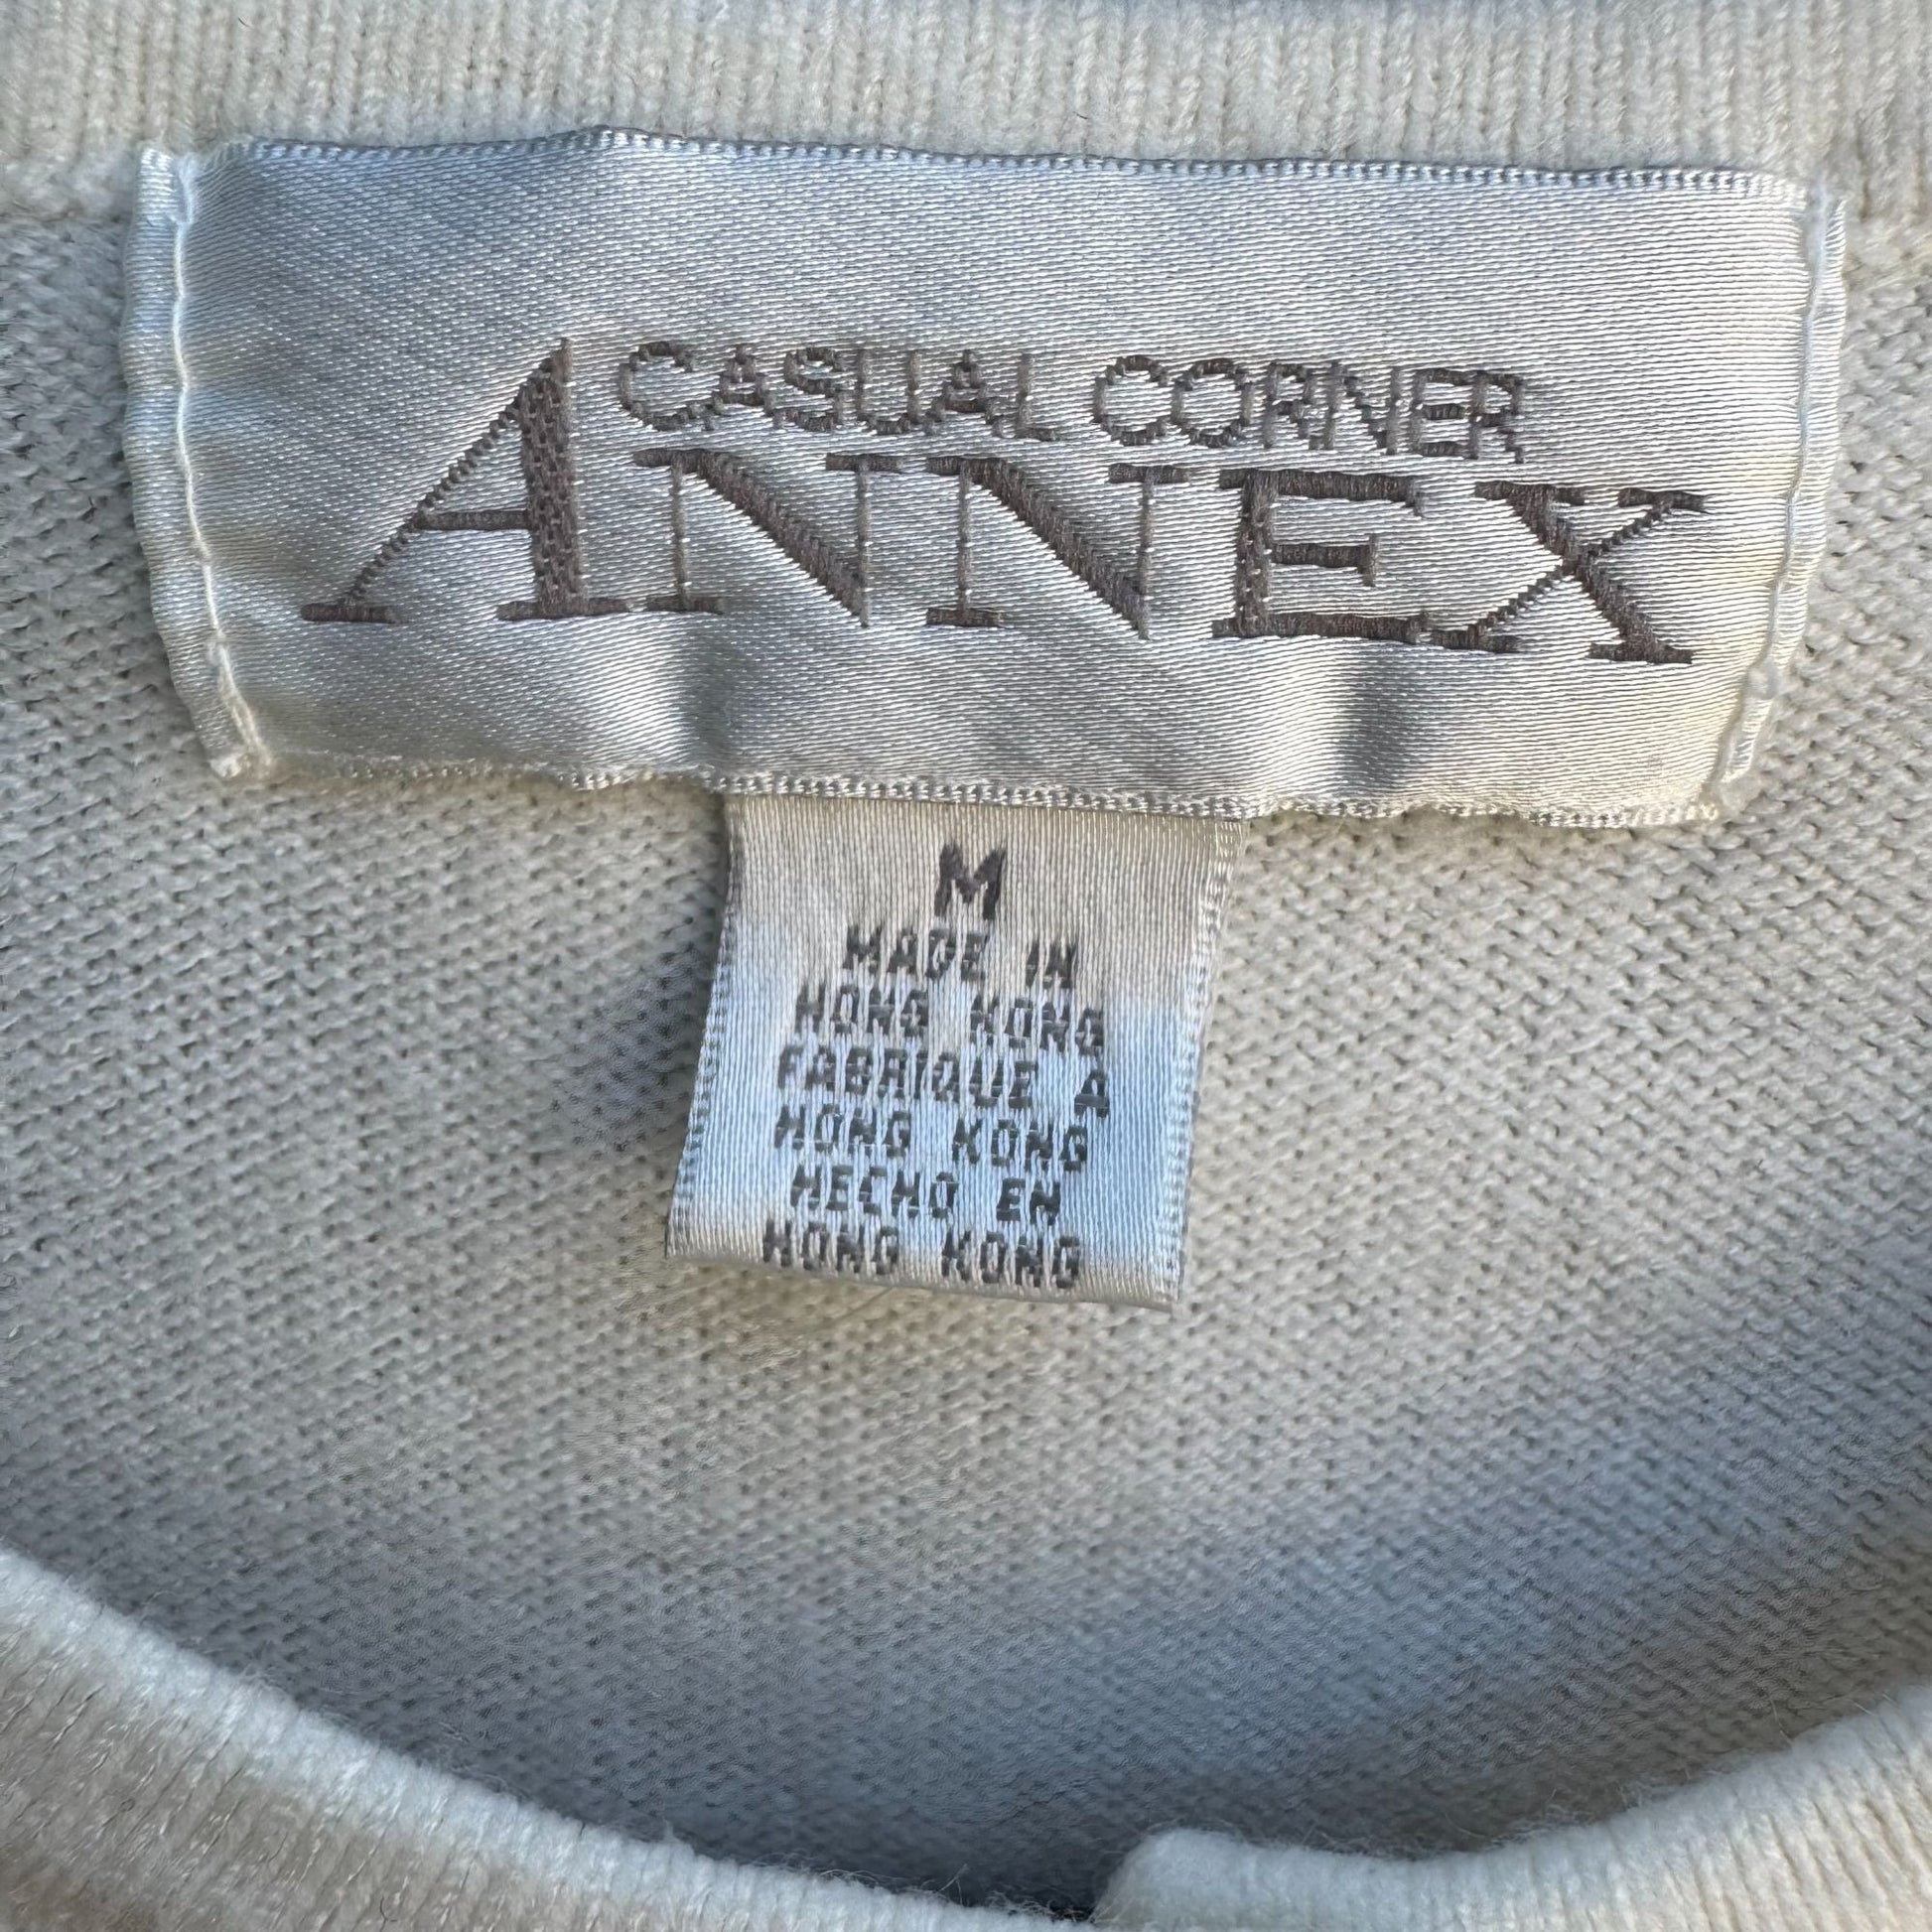 CASUAL CORNER
ANNEX
M
MADE IN
HONG KONG
FABRIQUE A
HONG KONG
HECHO EN
HONG KONG